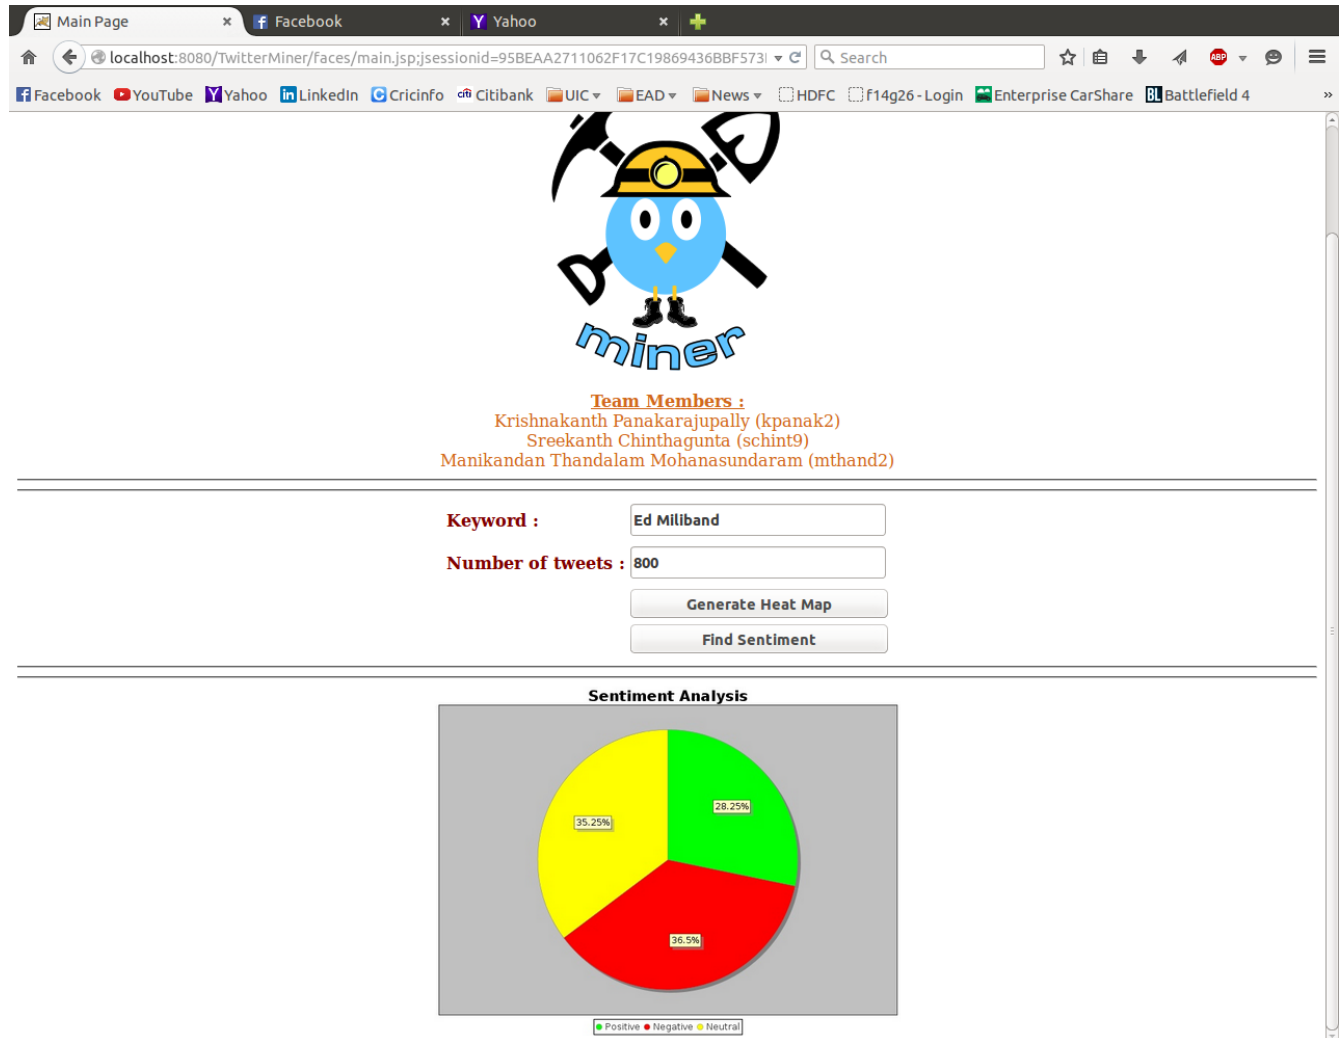 Main Page
Facebook
Yahoo
localhost:8080/TwitterMiner/faces/main.jsp;jsessionid=95BEAA2711062F17C19869436BBF573
Search
ABP
Facebook YouTube Yahoo LinkedIn Cricinfo citi Citibank UIC EAD News HDFC f14g26 - Login Enterprise CarShare BL Battlefield 4 »
miner
Team Members :
Krishnakanth Panakarajupally (kpanak2)
Sreekanth Chinthagunta (schint9)
Manikandan Thandalam Mohanasundaram (mthand2)
Keyword : Ed Miliband
Number of tweets : 800
Generate Heat Map
Find Sentiment
Sentiment Analysis
28.25%
35.25%
36.5%
Positive Negative Neutral